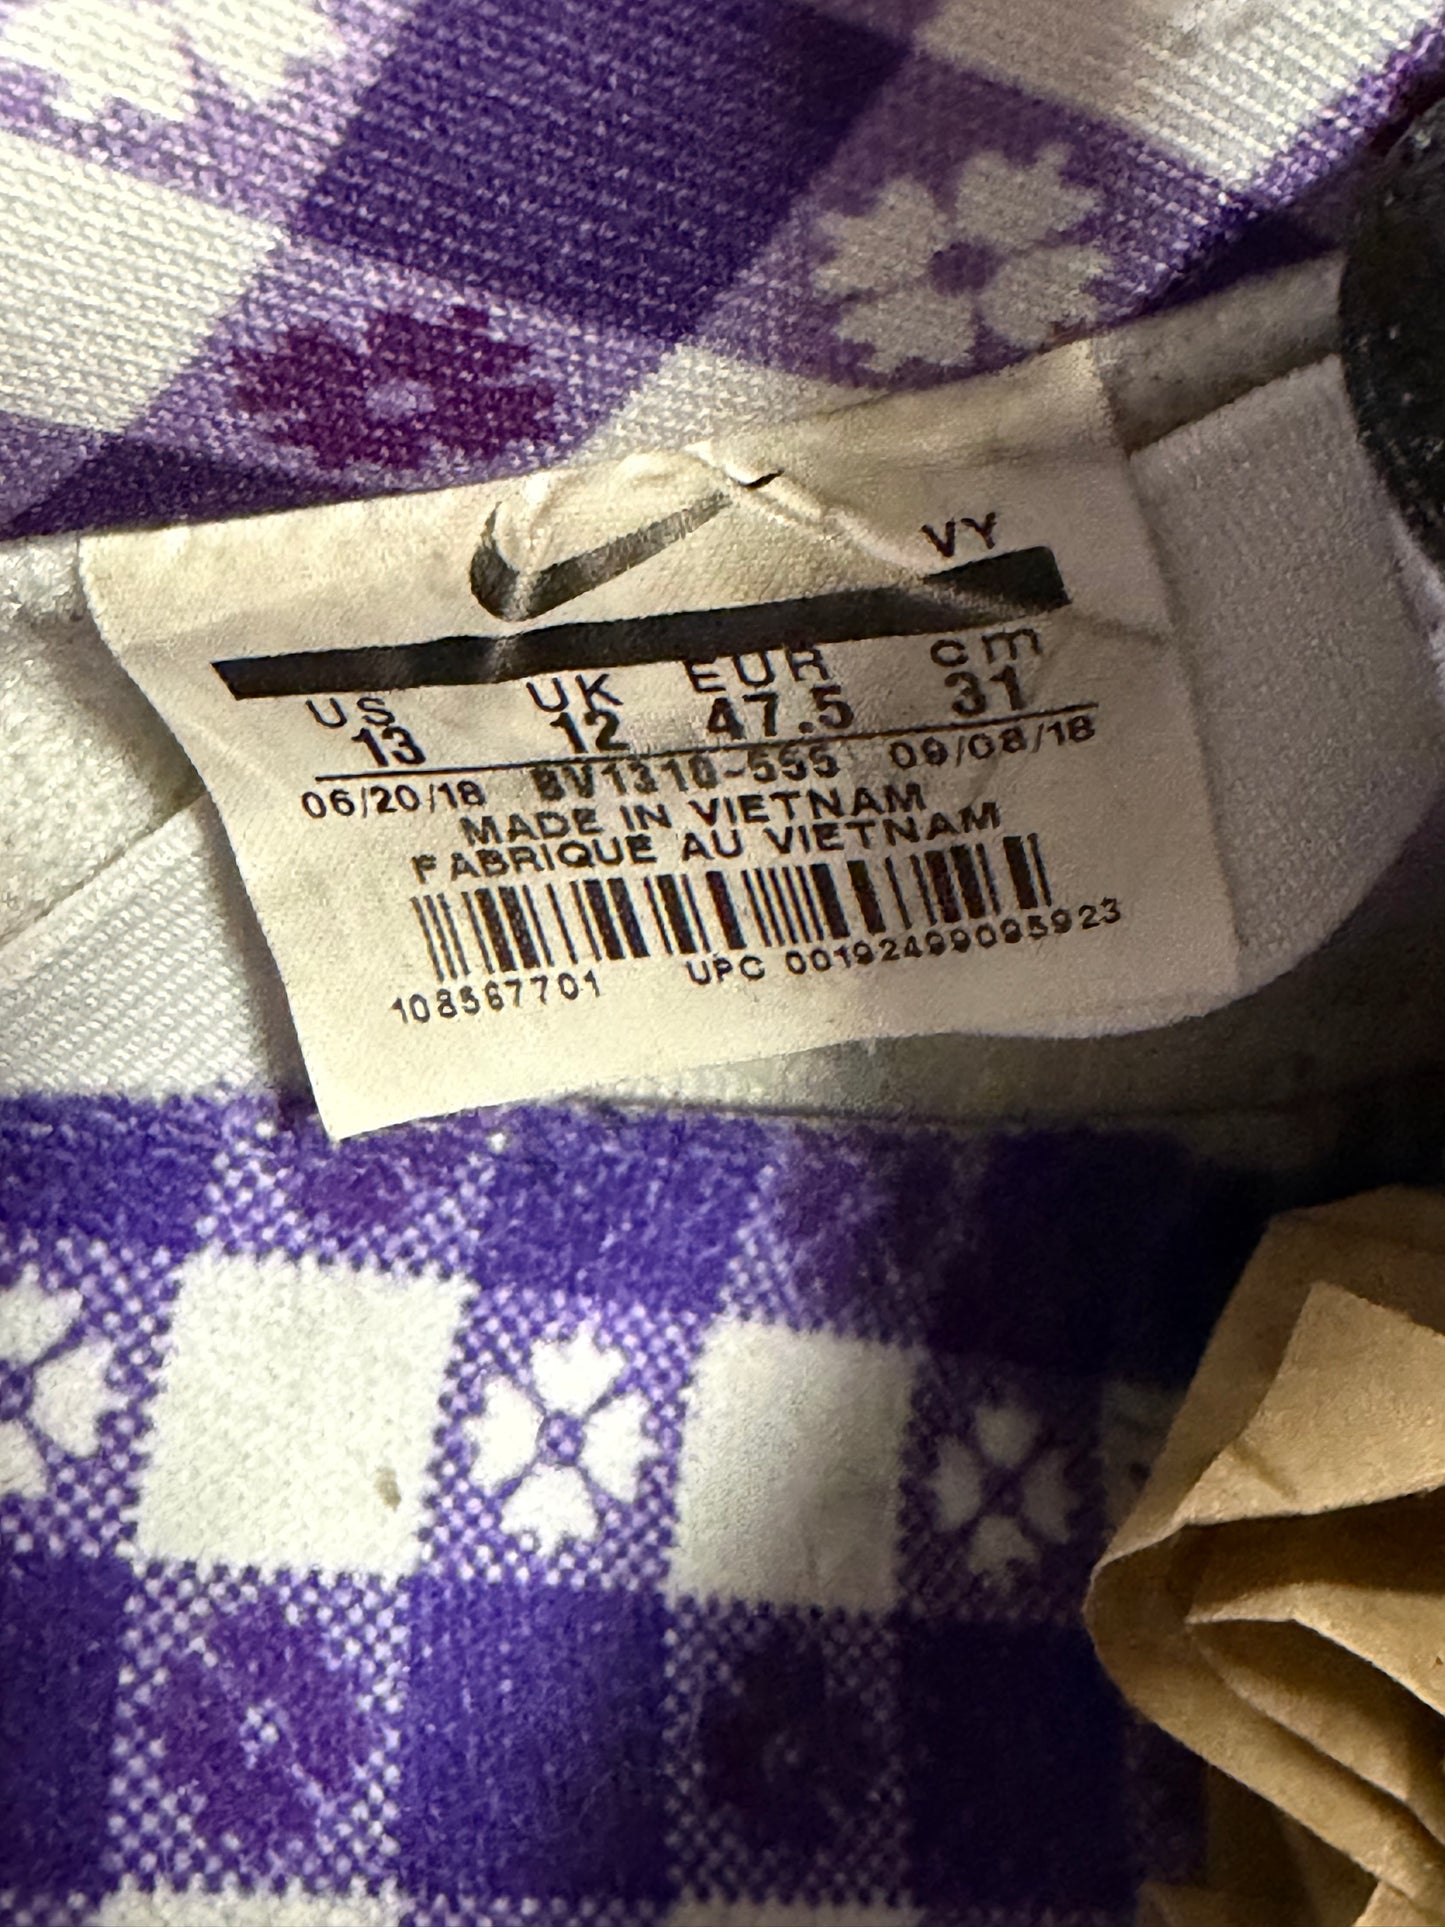 VY
US UK EUR cm
13 12 47.5 31
06/20/18 BV1310-555 09/08/18
MADE IN VIETNAM
FABRIQUE AU VIETNAM
108567701 UPC 00192499095923